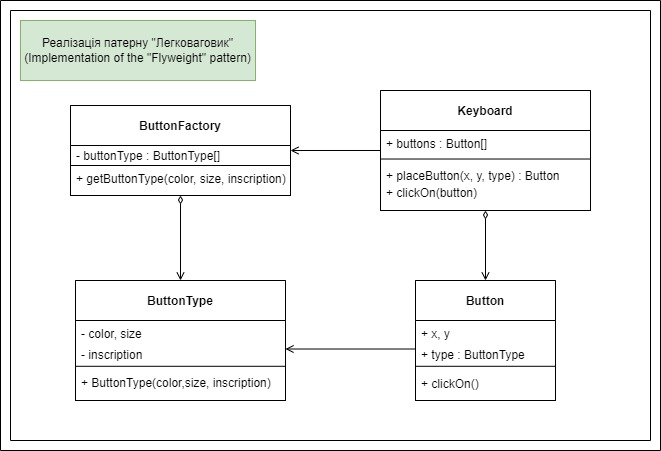 Реалізація патерну "Легковаговик"
(Implementation of the "Flyweight" pattern)
ButtonFactory
- buttonType : ButtonType[]
+ getButtonType(color, size, inscription)
Keyboard
+ buttons : Button[]
+ placeButton(x, y, type) : Button
+ clickOn(button)
ButtonType
- color, size
- inscription
+ ButtonType(color,size, inscription)
Button
+ x, y
+ type : ButtonType
+ clickOn()